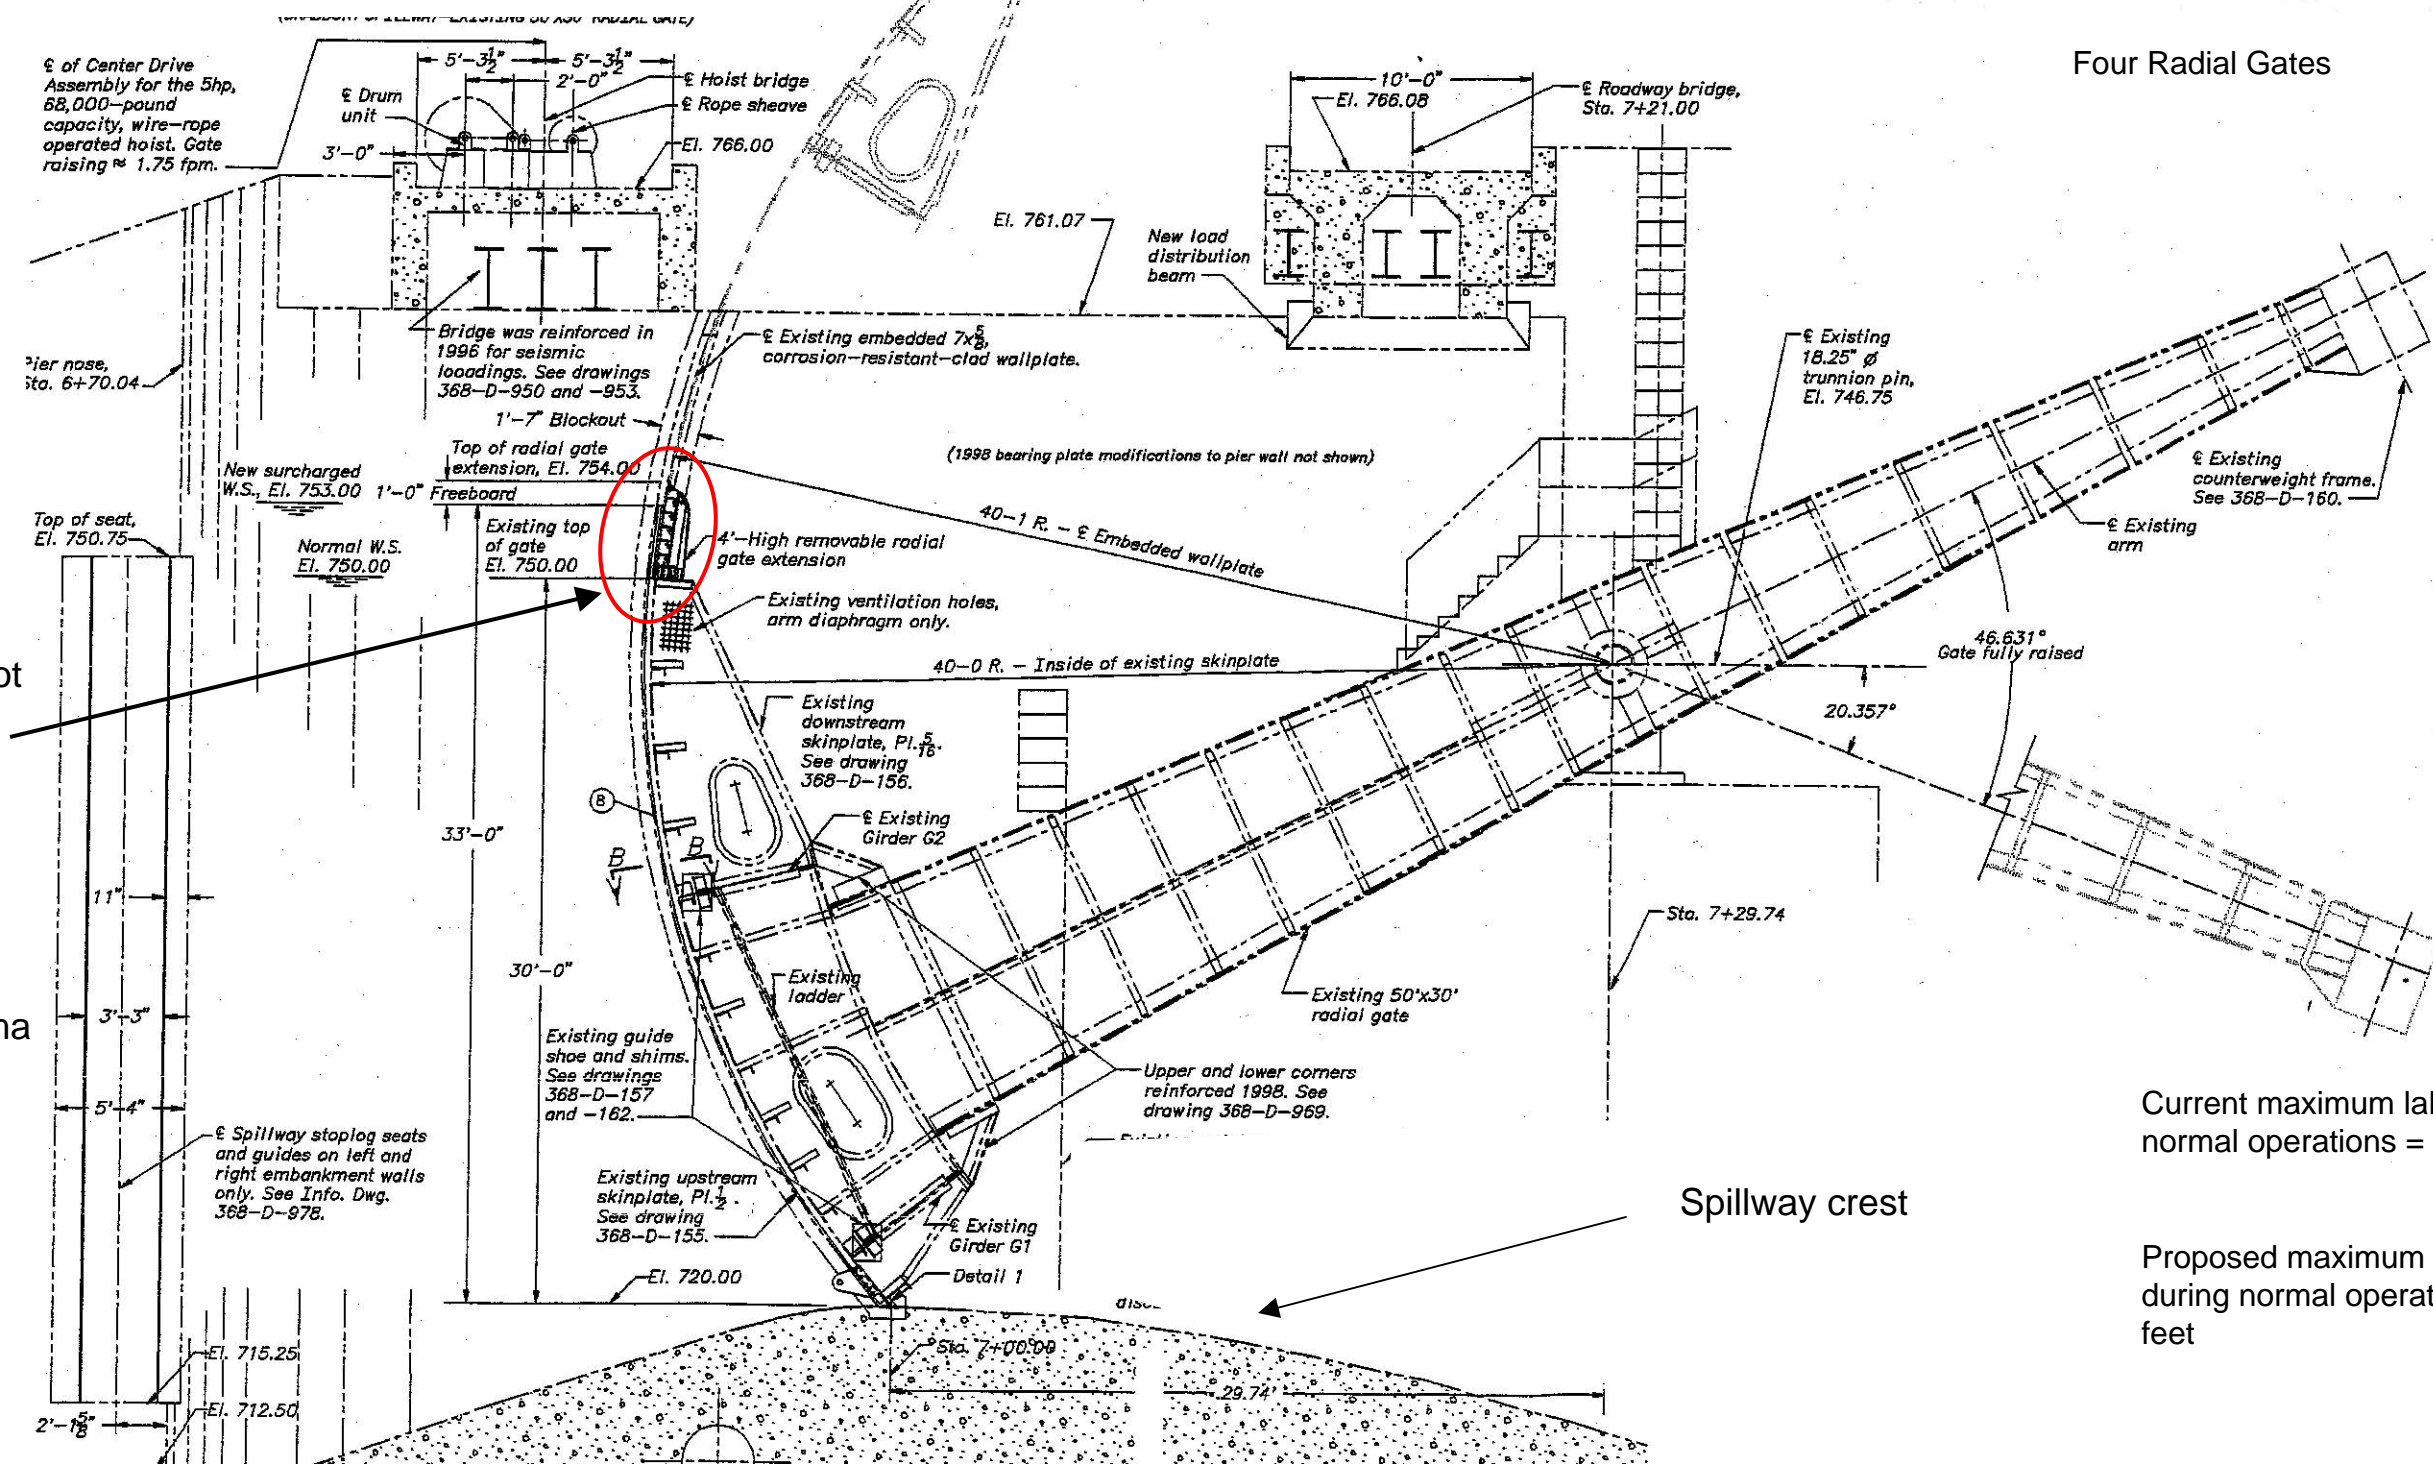 (BRADBURY SPILLWAY-EXISTING 50'X30' RADIAL GATE)
Four Radial Gates
℄ of Center Drive
Assembly for the 5hp,
68,000-pound
capacity, wire-rope
operated hoist. Gate
raising ≈ 1.75 fpm.
5'-3½"
5'-3½"
2'-0"
℄ Hoist bridge
℄ Rope sheave
℄ Drum
unit
3'-0"
El. 766.00
10'-0"
El. 766.08
℄ Roadway bridge,
Sta. 7+21.00
El. 761.07
New load
distribution
beam
Bridge was reinforced in
1996 for seismic
looadings. See drawings
368-D-950 and -953.
℄ Existing embedded 7x⅝,
corrosion-resistant-clad wallplate.
Pier nose,
Sta. 6+70.04
℄ Existing
18.25" ø
trunnion pin,
El. 746.75
1'-7" Blockout
Top of radial gate
extension, El. 754.00
New surcharged
W.S., El. 753.00
1'-0" Freeboard
(1998 bearing plate modifications to pier wall not shown)
℄ Existing
counterweight frame.
See 368-D-160.
℄ Existing
arm
Top of seat,
El. 750.75
Normal W.S.
El. 750.00
Existing top
of gate
El. 750.00
4'-High removable radial
gate extension
40-1 R. - ℄ Embedded wallplate
Existing ventilation holes,
arm diaphragm only.
40-0 R. - Inside of existing skinplate
46.631°
Gate fully raised
20.357°
ot
Existing
downstream
skinplate, Pl. 5/16.
See drawing
368-D-156.
B
℄ Existing
Girder G2
33'-0"
B
B
11"
Sta. 7+29.74
30'-0"
Existing
ladder
Existing 50'x30'
radial gate
3'-3"
na
Existing guide
shoe and shims.
See drawings
368-D-157
and -162.
Upper and lower corners
reinforced 1998. See
drawing 368-D-969.
5'-4"
Current maximum la
normal operations =
℄ Spillway stoplog seats
and guides on left and
right embankment walls
only. See Info. Dwg.
368-D-978.
Existing upstream
skinplate, Pl. ½.
See drawing
368-D-155.
℄ Existing
Girder G1
Spillway crest
Proposed maximum
during normal operat
feet
El. 720.00
Detail 1
Sta. 7+00.00
El. 715.25
29.74'
El. 712.50
2'-1⅝"